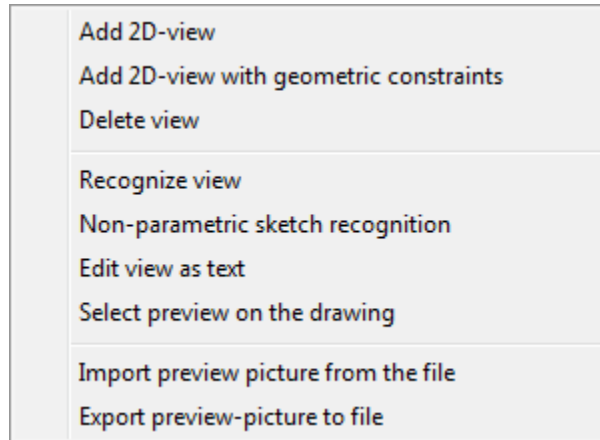 Add 2D-view
Add 2D-view with geometric constraints
Delete view
Recognize view
Non-parametric sketch recognition
Edit view as text
Select preview on the drawing
Import preview picture from the file
Export preview-picture to file